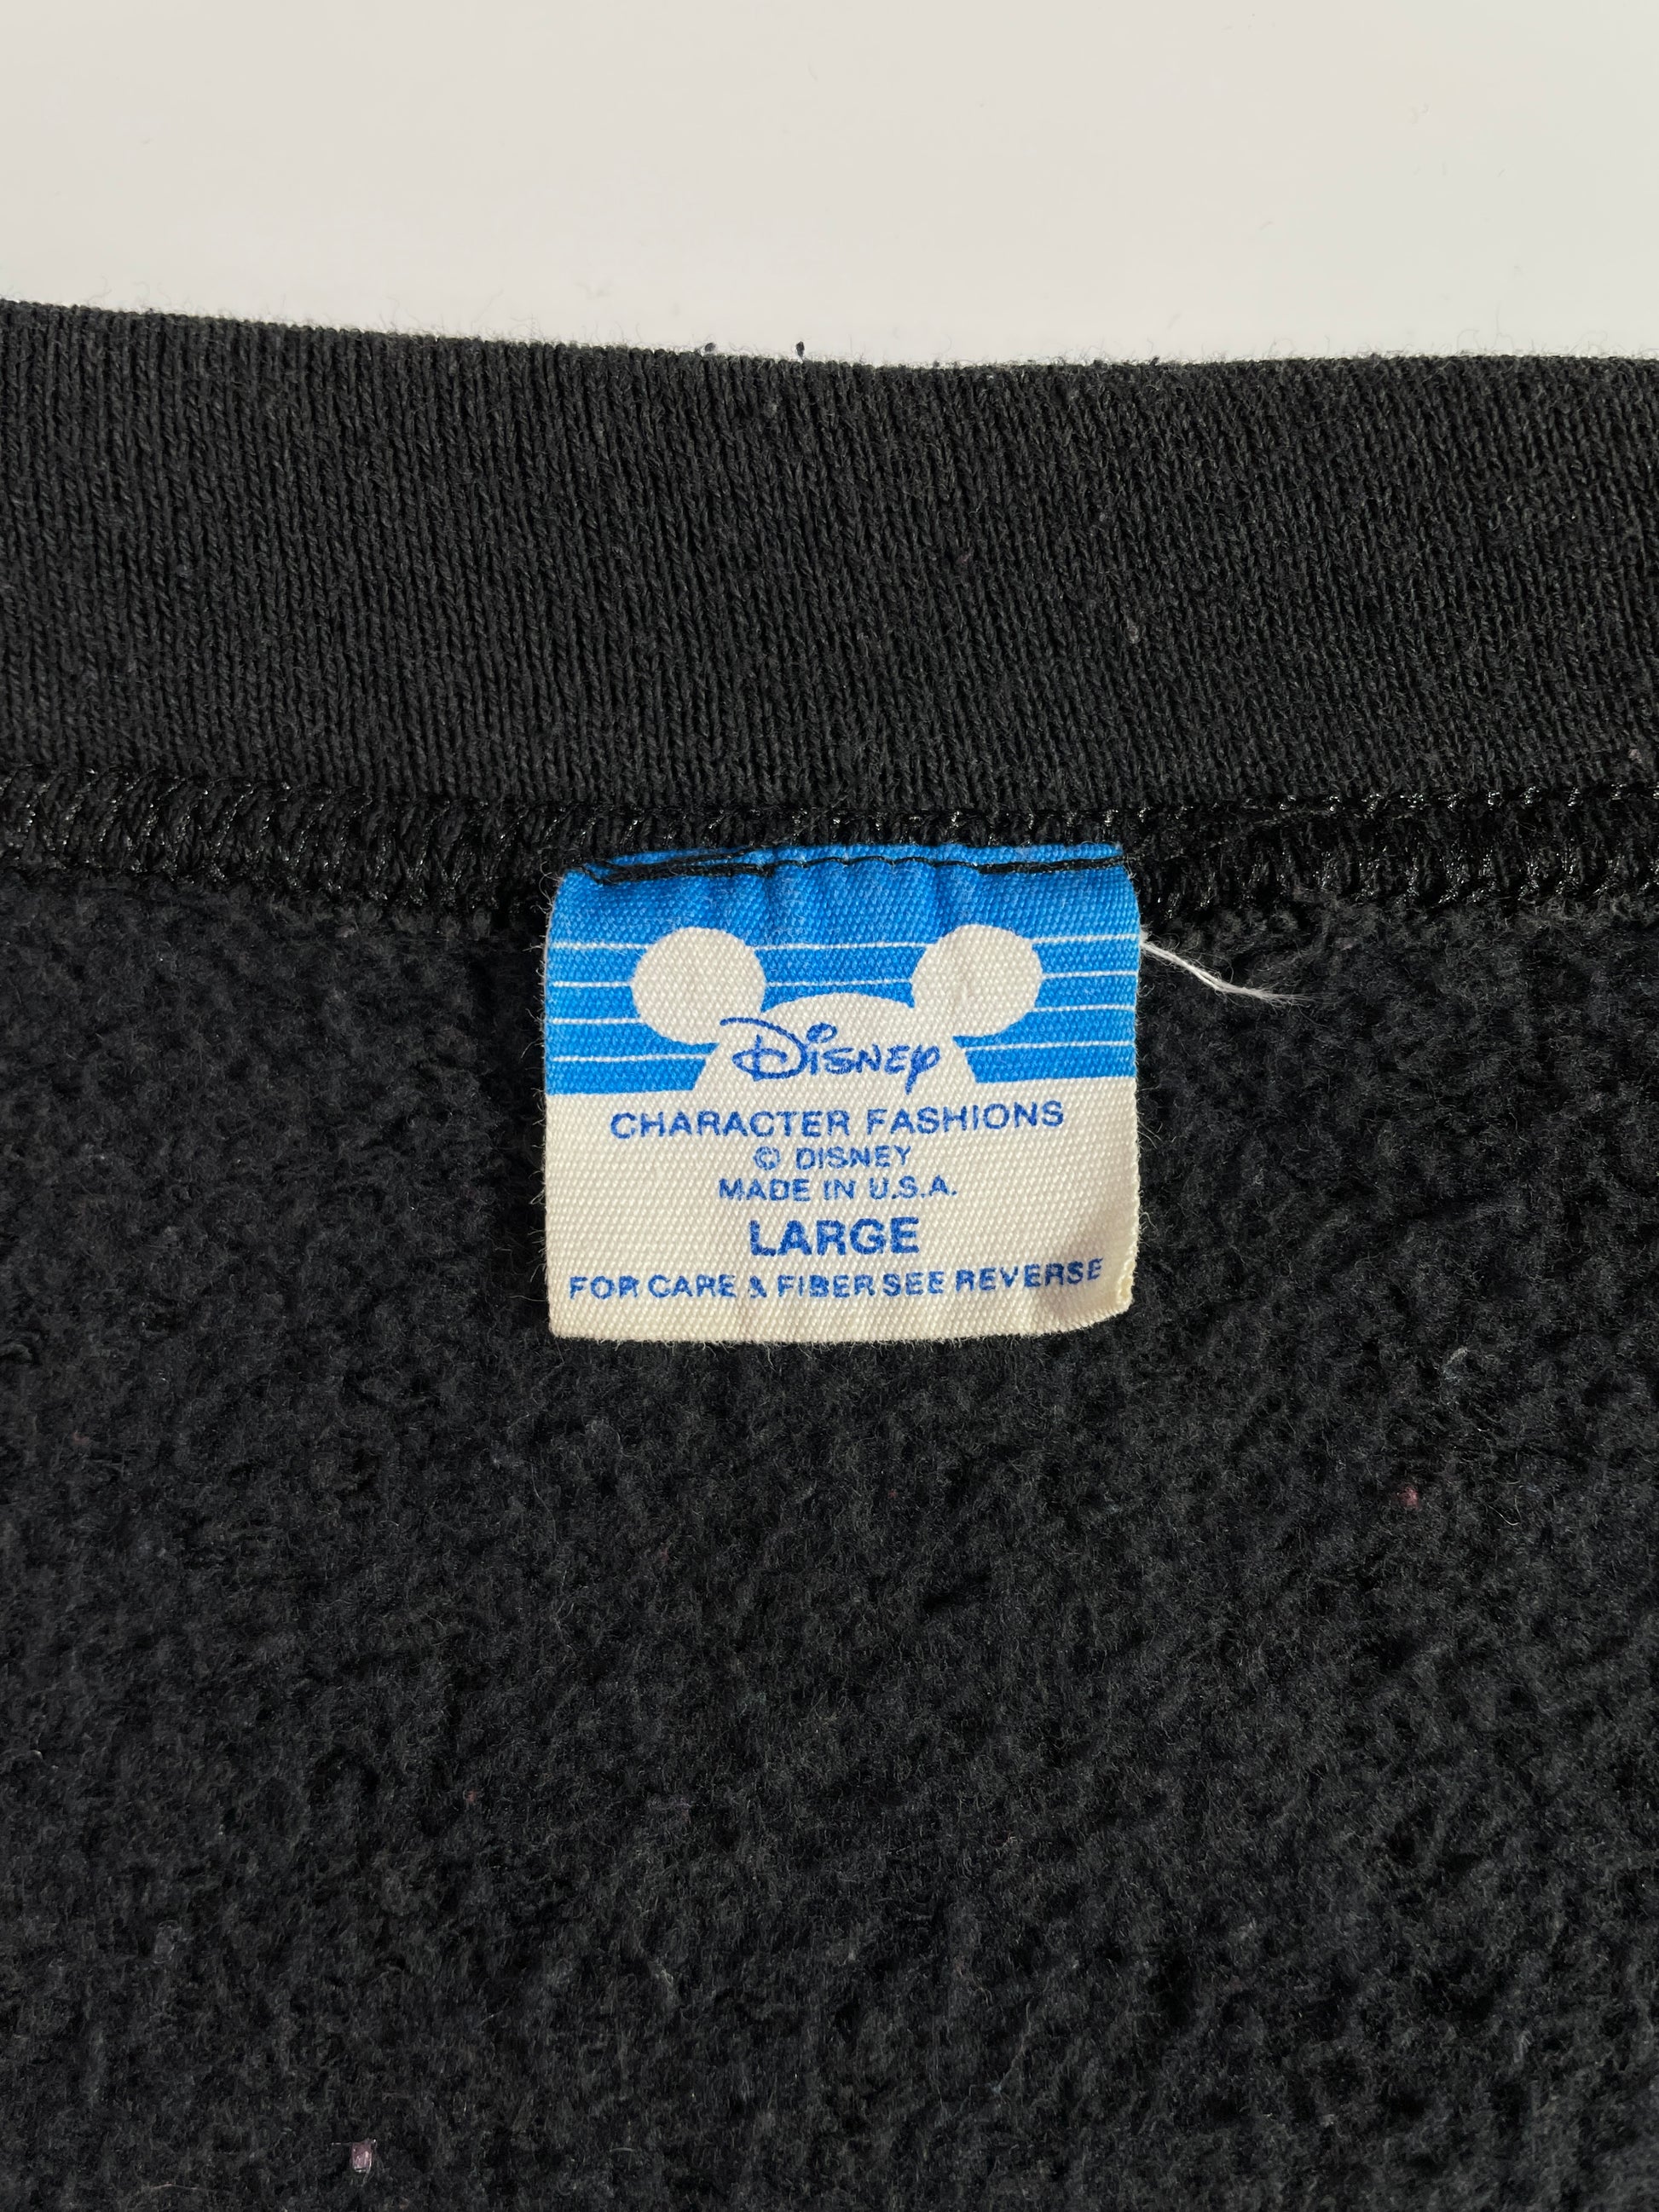 Disney
CHARACTER FASHIONS
© DISNEY
MADE IN U.S.A.
LARGE
FOR CARE & FIBER SEE REVERSE